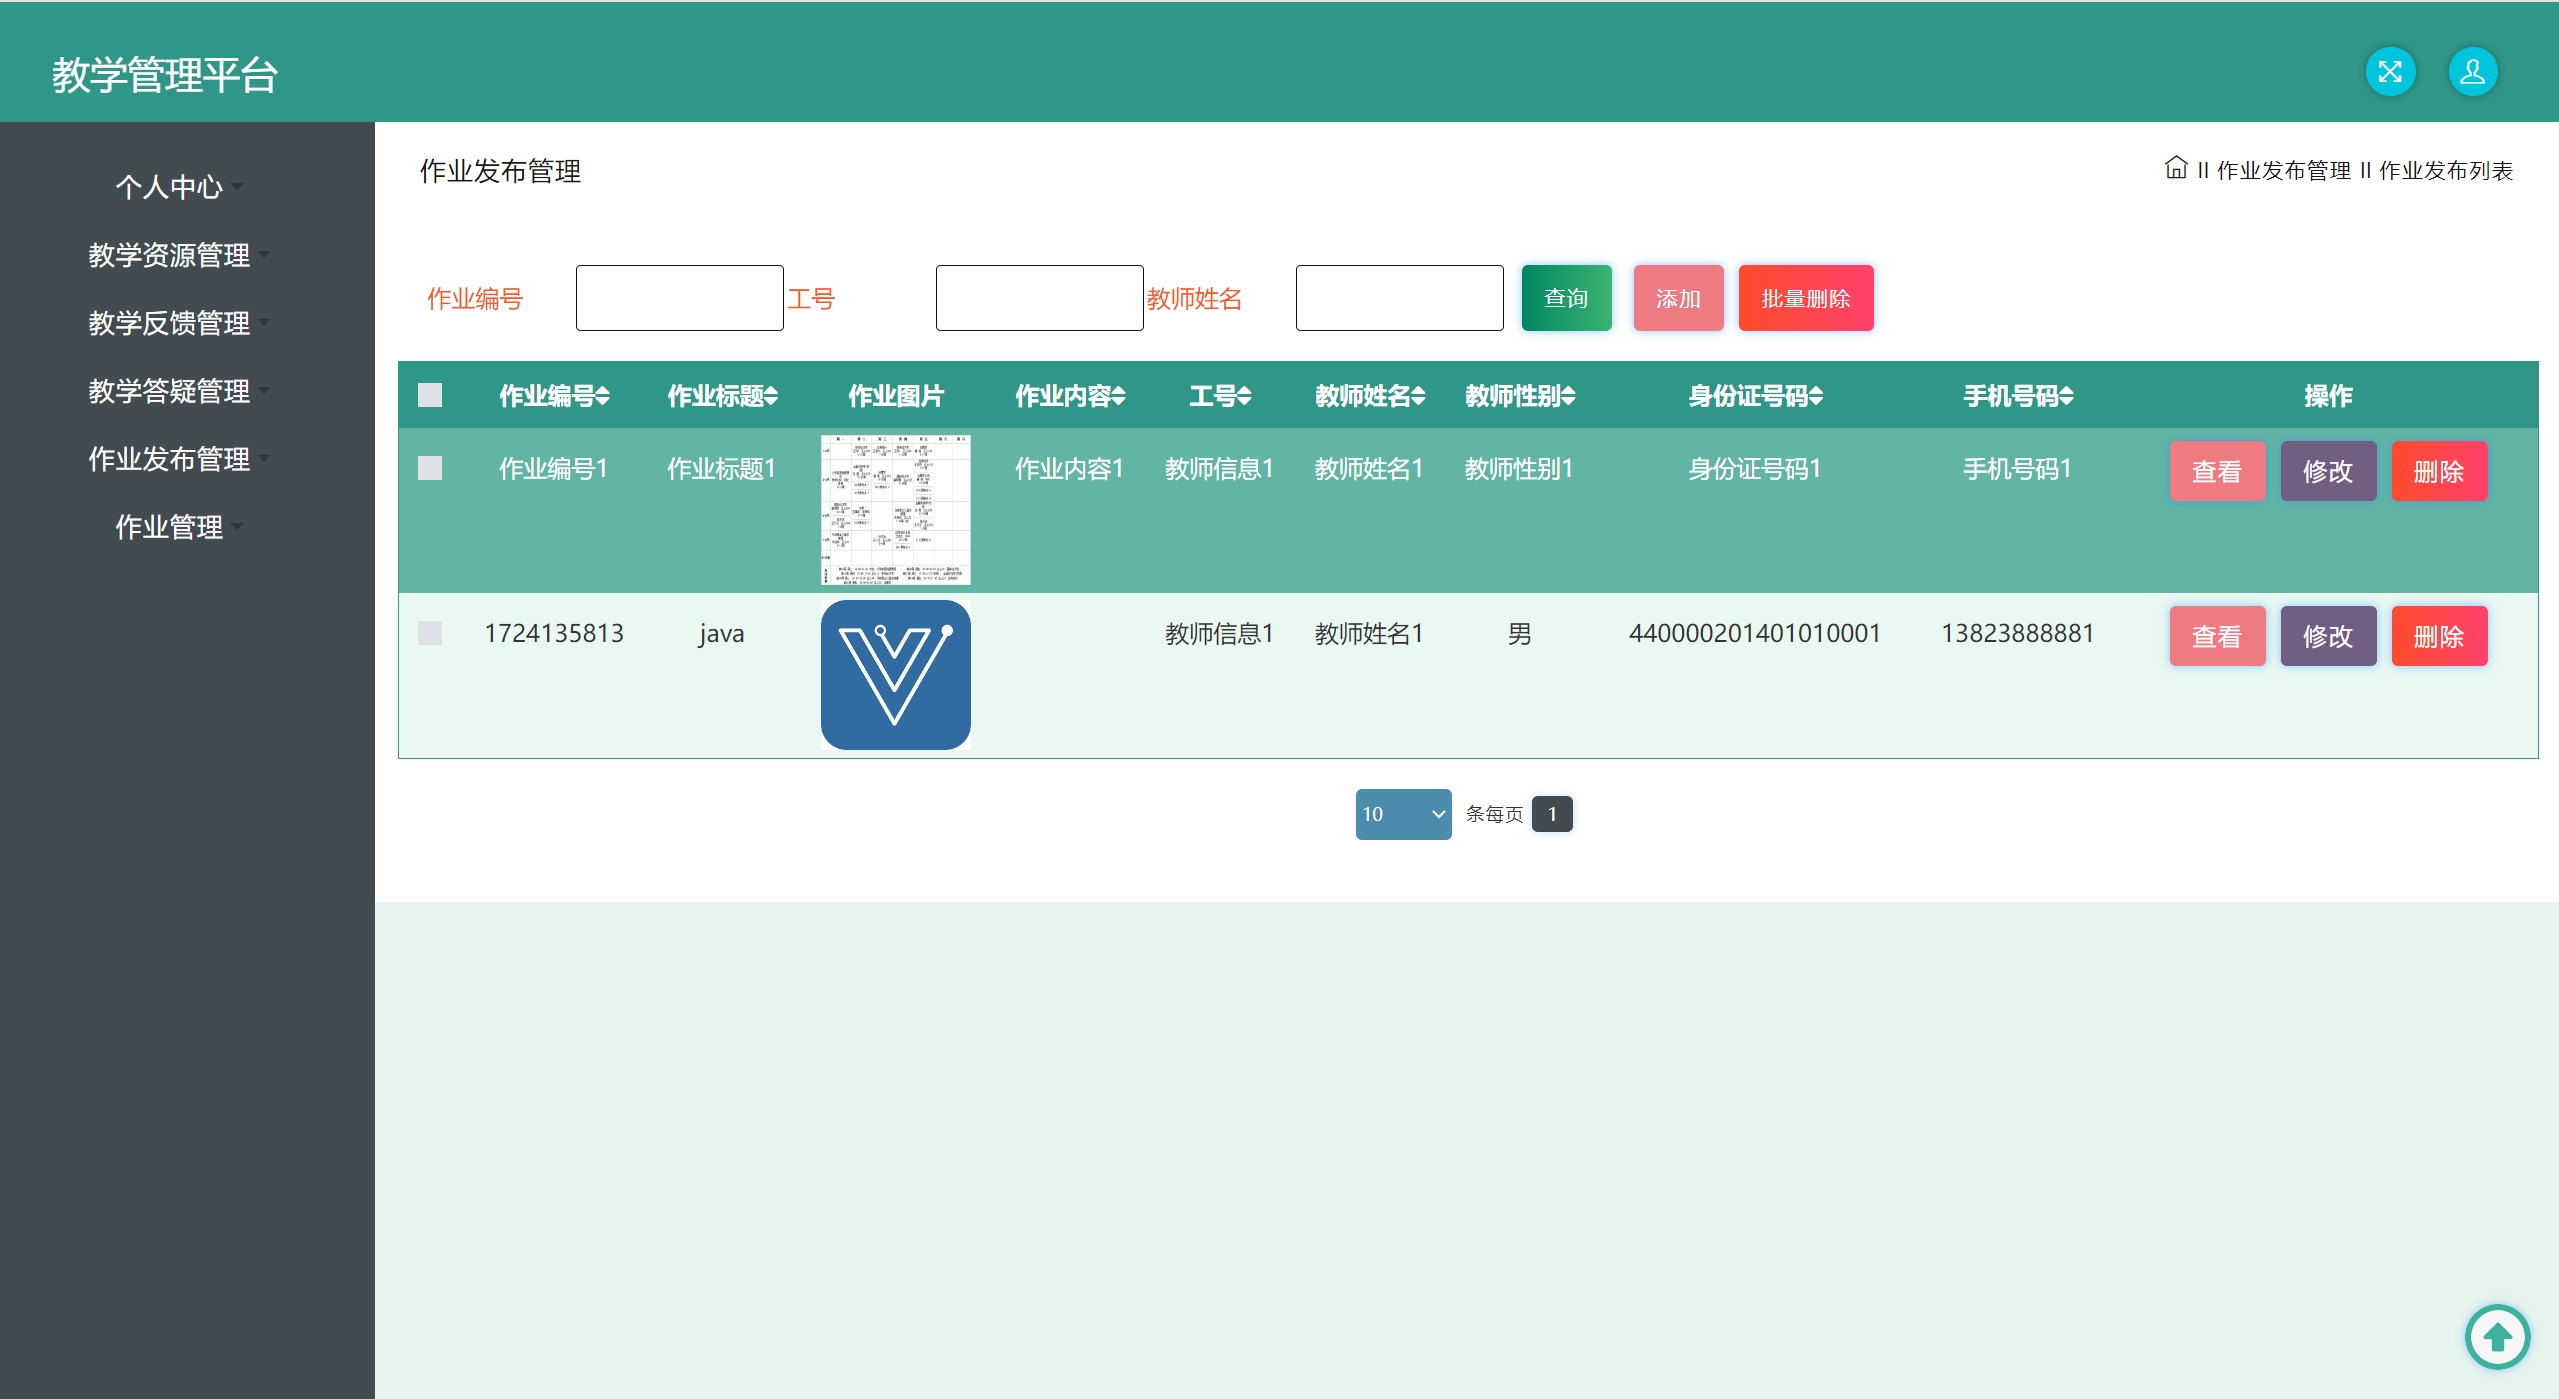 教学管理平台
个人中心
教学资源管理
教学反馈管理
教学答疑管理
作业发布管理
作业管理
作业发布管理
II 作业发布管理 II 作业发布列表
作业编号 工号 教师姓名 查询 添加 批量删除
作业编号 作业标题 作业图片 作业内容 工号 教师姓名 教师性别 身份证号码 手机号码 操作
作业编号1 作业标题1 作业内容1 教师信息1 教师姓名1 教师性别1 身份证号码1 手机号码1 查看 修改 删除
1724135813 java 教师信息1 教师姓名1 男 440000201401010001 13823888881 查看 修改 删除
10 条每页 1